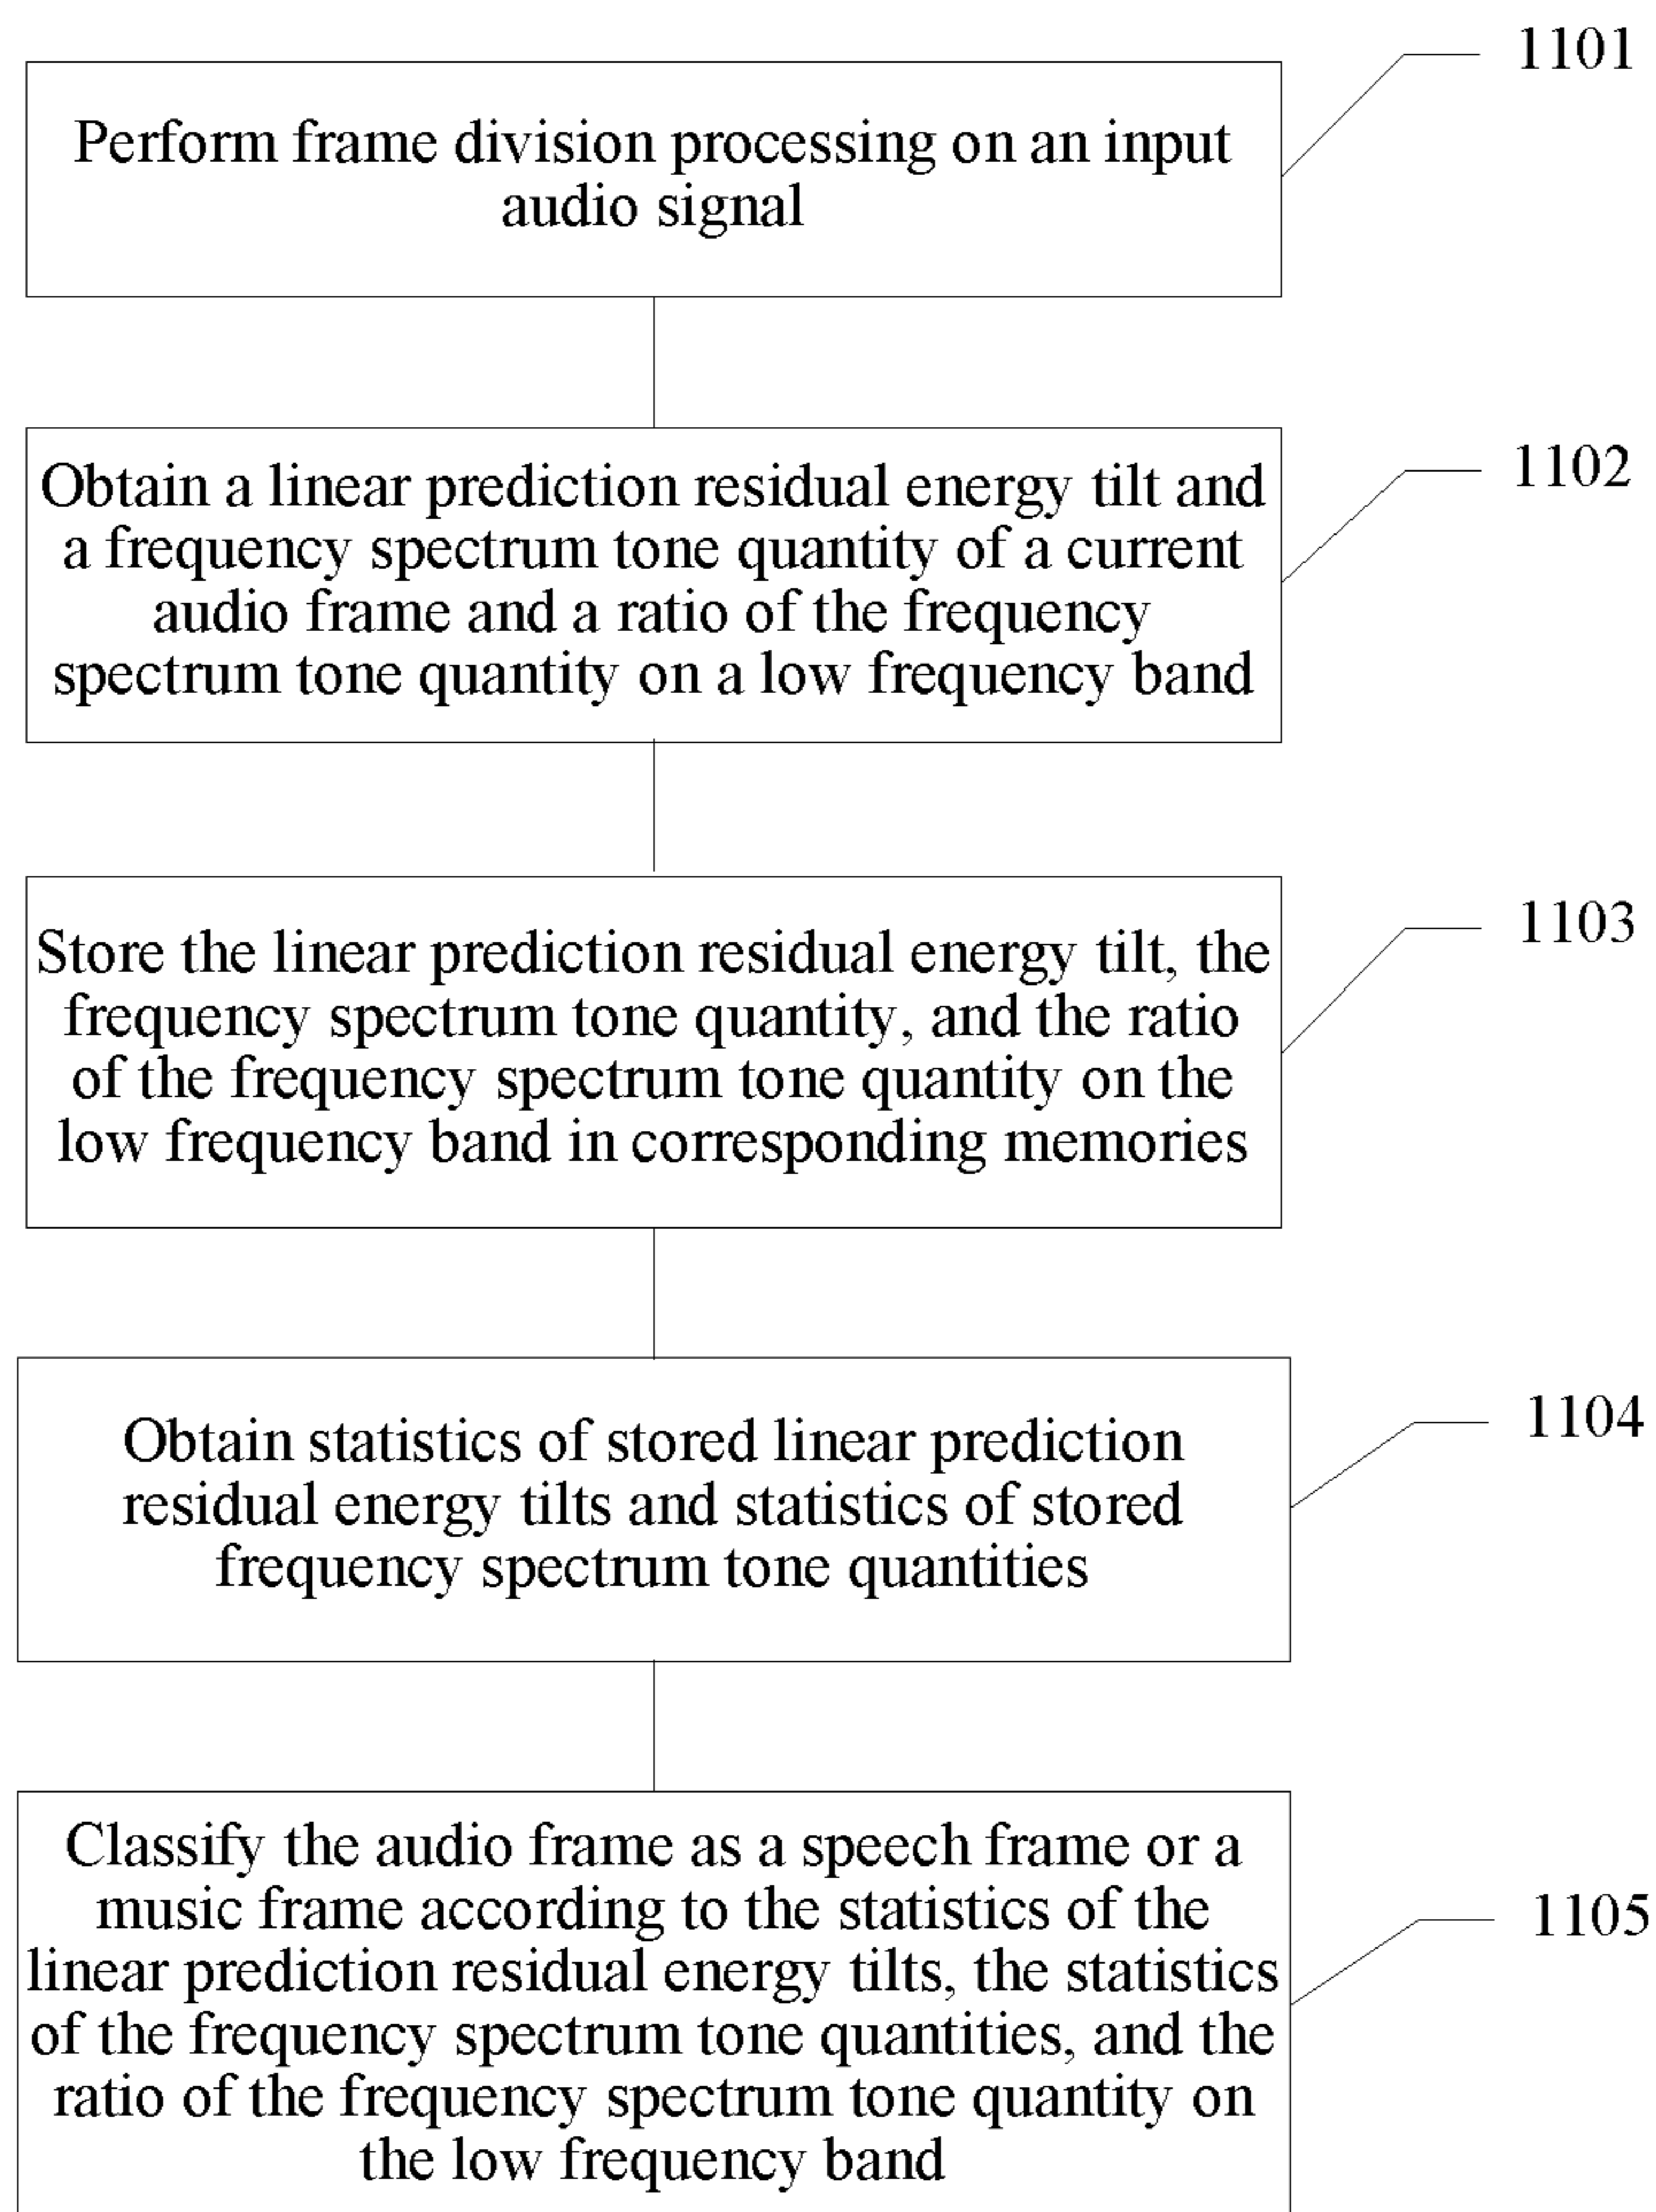 1101
Perform frame division processing on an input
audio signal
1102
Obtain a linear prediction residual energy tilt and
a frequency spectrum tone quantity of a current
audio frame and a ratio of the frequency
spectrum tone quantity on a low frequency band
1103
Store the linear prediction residual energy tilt, the
frequency spectrum tone quantity, and the ratio
of the frequency spectrum tone quantity on the
low frequency band in corresponding memories
1104
Obtain statistics of stored linear prediction
residual energy tilts and statistics of stored
frequency spectrum tone quantities
1105
Classify the audio frame as a speech frame or a
music frame according to the statistics of the
linear prediction residual energy tilts, the statistics
of the frequency spectrum tone quantities, and the
ratio of the frequency spectrum tone quantity on
the low frequency band